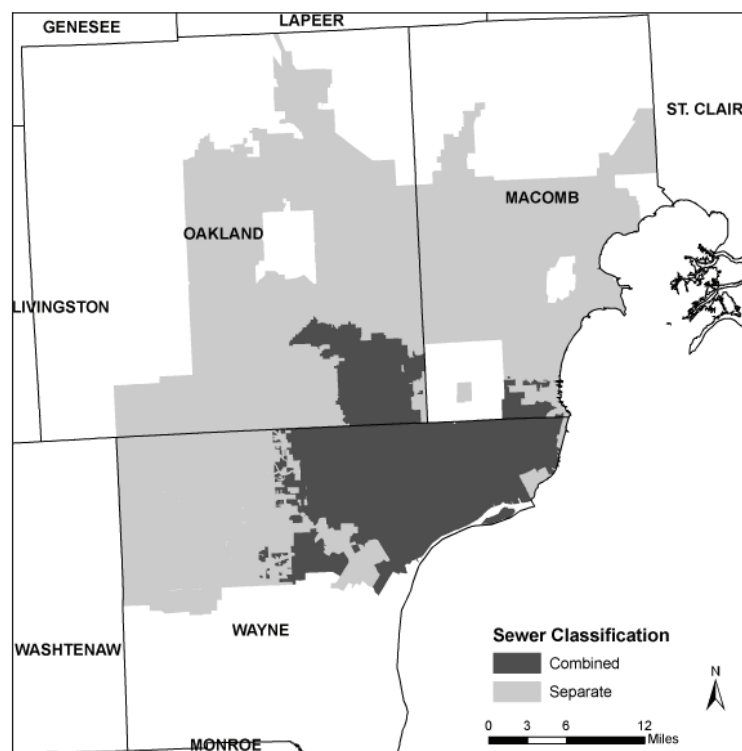 GENESEE
LAPEER
ST. CLAIR
MACOMB
OAKLAND
LIVINGSTON
WAYNE
WASHTENAW
MONROE
Sewer Classification
Combined
Separate
N
0 3 6 12
Miles